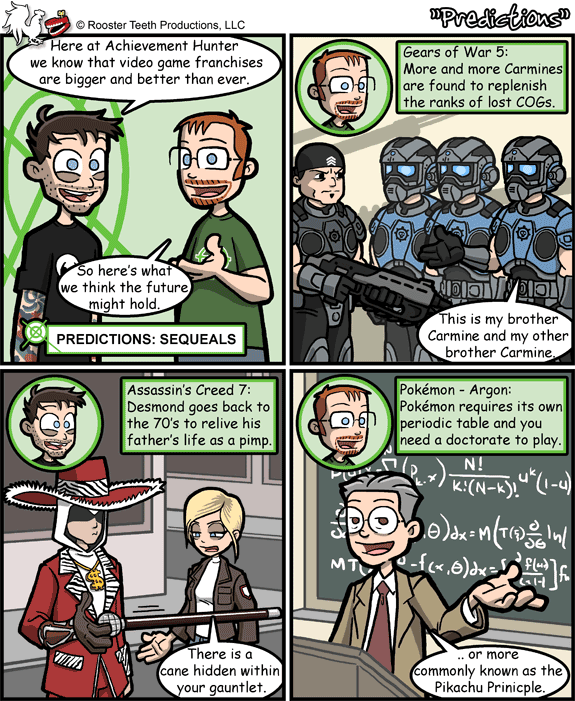 © Rooster Teeth Productions, LLC
"Predictions"
Here at Achievement Hunter
we know that video game franchises
are bigger and better than ever.
So here's what
we think the future
might hold.
PREDICTIONS: SEQUEALS
Gears of War 5:
More and more Carmines
are found to replenish
the ranks of lost COGs.
This is my brother
Carmine and my other
brother Carmine.
Assassin's Creed 7:
Desmond goes back to
the 70's to relive his
father's life as a pimp.
There is a
cane hidden within
your gauntlet.
Pokémon - Argon:
Pokémon requires its own
periodic table and you
need a doctorate to play.
N!
K!(N-k)!
.. or more
commonly known as the
Pikachu Prinicple.